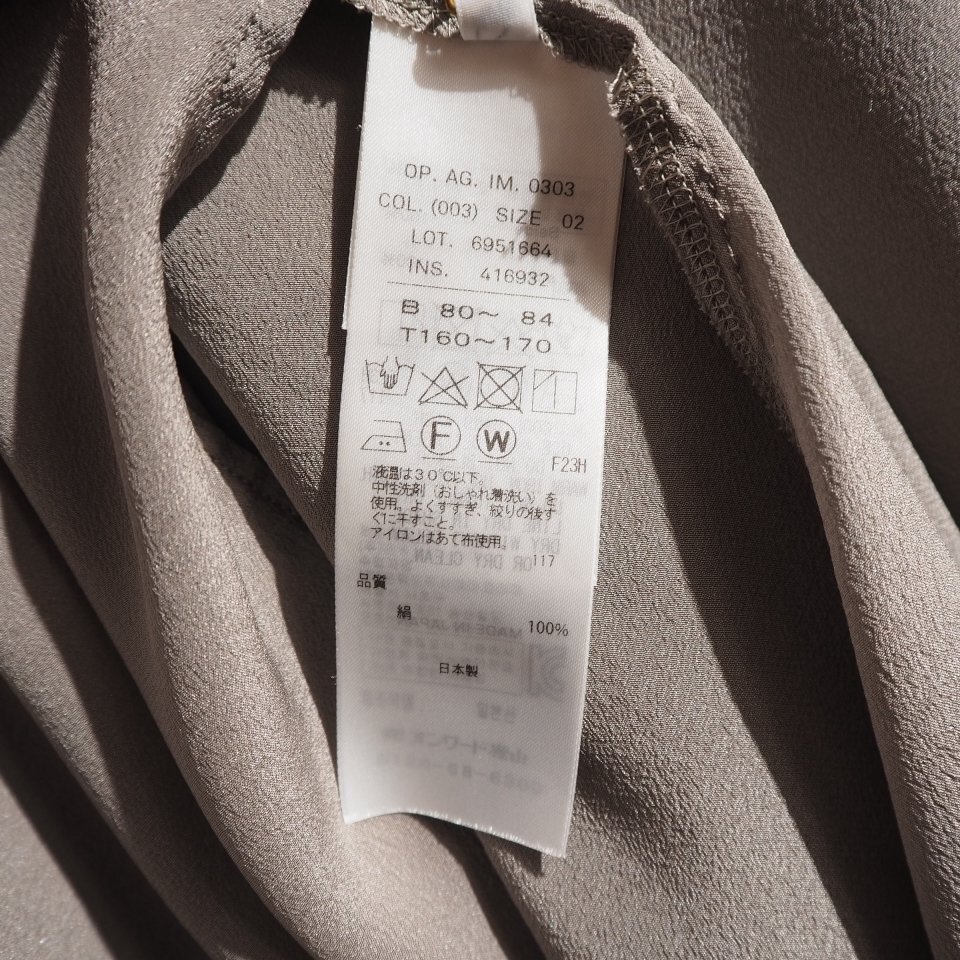 OP. AG. IM. 0303
COL. (003) SIZE 02
LOT. 6951664
INS. 416932
B 80～ 84
T160～170
F W
F23H
液温は30℃以下。
中性洗剤（おしゃれ着洗い）を
使用。よくすすぎ、絞りの後す
ぐに干すこと。
アイロンはあて布使用。
117
品質
絹 100%
日本製